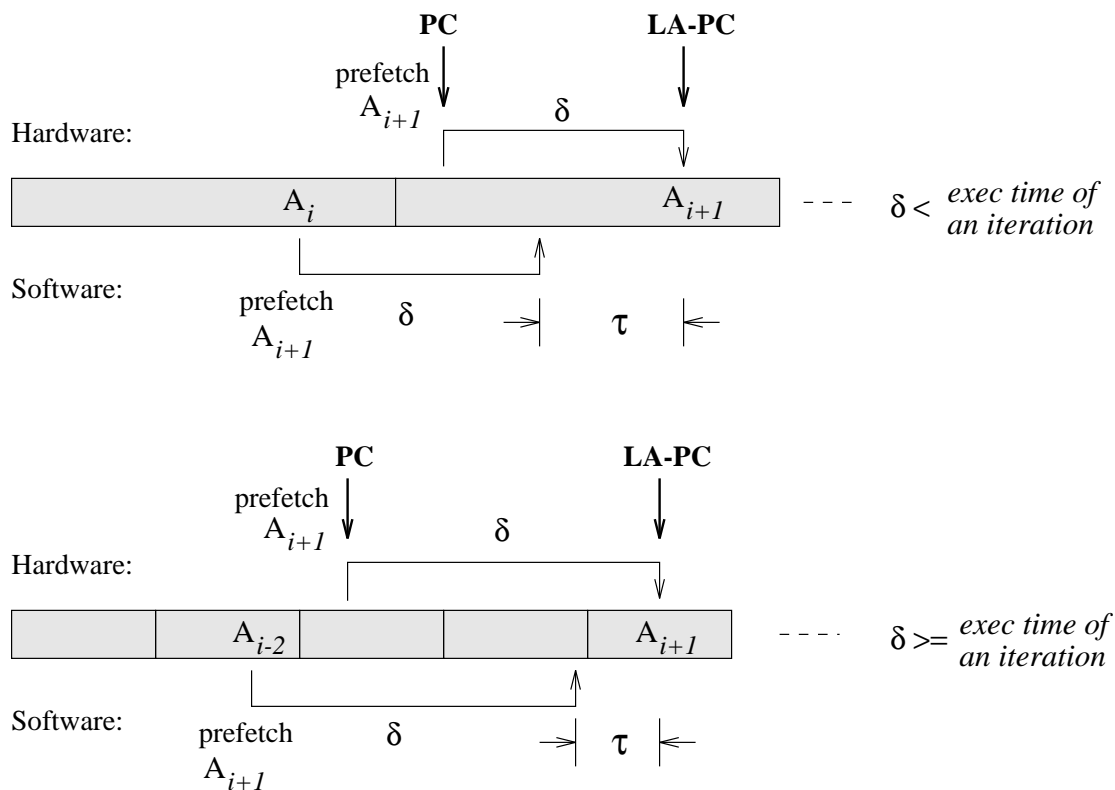 PC LA-PC
prefetch
A_{i+1}
δ
Hardware:
A_i A_{i+1}
δ < exec time of
an iteration
Software:
prefetch
A_{i+1}
δ
τ
PC LA-PC
prefetch
A_{i+1}
δ
Hardware:
A_{i-2} A_{i+1}
δ >= exec time of
an iteration
Software:
prefetch
A_{i+1}
δ
τ